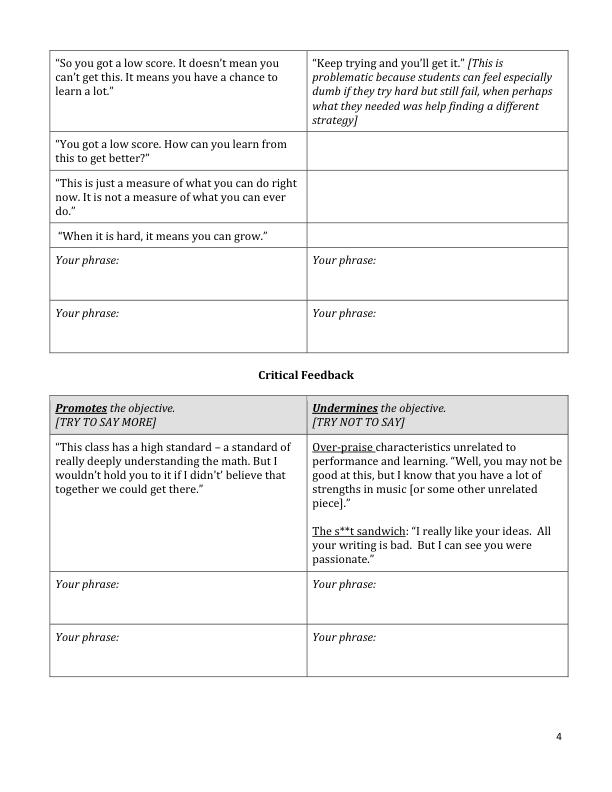 “So you got a low score. It doesn’t mean you
can’t get this. It means you have a chance to
learn a lot.”
“Keep trying and you’ll get it.” [This is
problematic because students can feel especially
dumb if they try hard but still fail, when perhaps
what they needed was help finding a different
strategy]
“You got a low score. How can you learn from
this to get better?”
“This is just a measure of what you can do right
now. It is not a measure of what you can ever
do.”
“When it is hard, it means you can grow.”
Your phrase:
Your phrase:
Your phrase:
Your phrase:
Critical Feedback
Promotes the objective.
[TRY TO SAY MORE]
Undermines the objective.
[TRY NOT TO SAY]
“This class has a high standard – a standard of
really deeply understanding the math. But I
wouldn’t hold you to it if I didn’t’ believe that
together we could get there.”
Over-praise characteristics unrelated to
performance and learning. “Well, you may not be
good at this, but I know that you have a lot of
strengths in music [or some other unrelated
piece].”
The s**t sandwich: “I really like your ideas.  All
your writing is bad.  But I can see you were
passionate.”
Your phrase:
Your phrase:
Your phrase:
Your phrase:
4